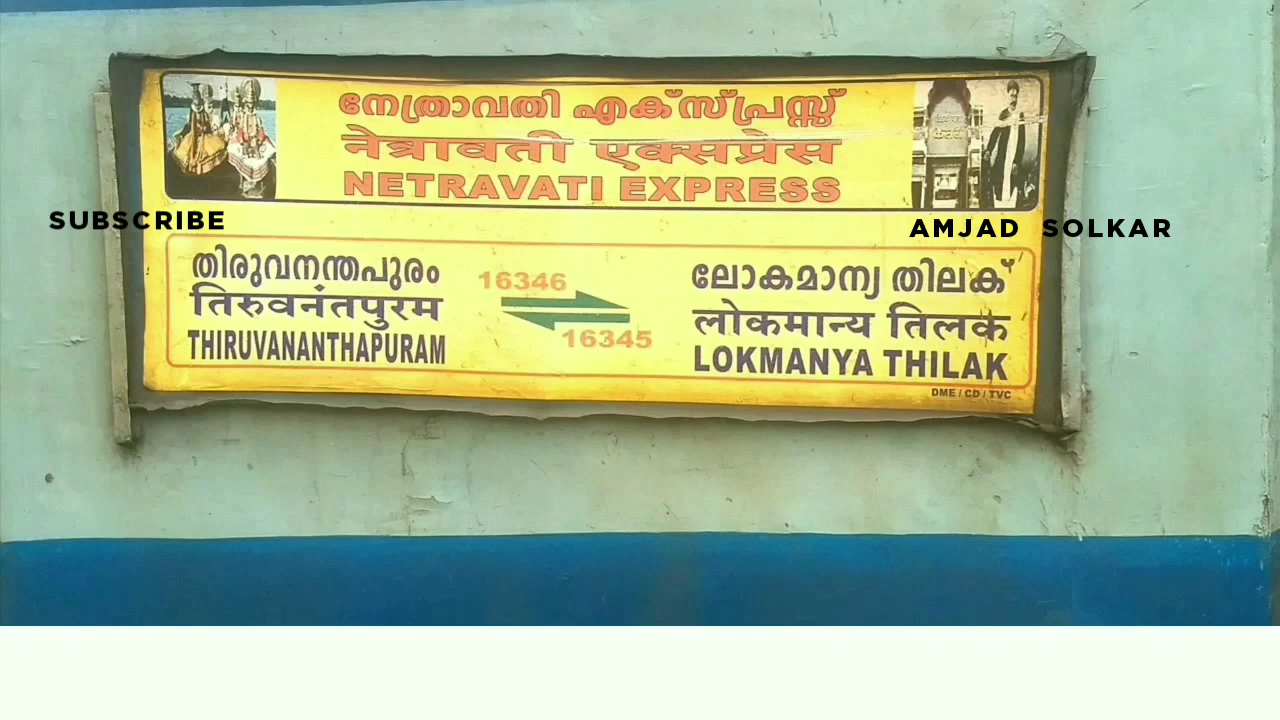 നേത്രാവതി എക്സ്പ്രസ്സ്
नेत्रावती एक्सप्रेस
NETRAVATI EXPRESS
SUBSCRIBE
AMJAD SOLKAR
തിരുവനന്തപുരം
तिरुवनंतपुरम
THIRUVANANTHAPURAM
16346
16345
ലോകമാന്യ തിലക്
लोकमान्य तिलक
LOKMANYA THILAK
DME / CD / TVC